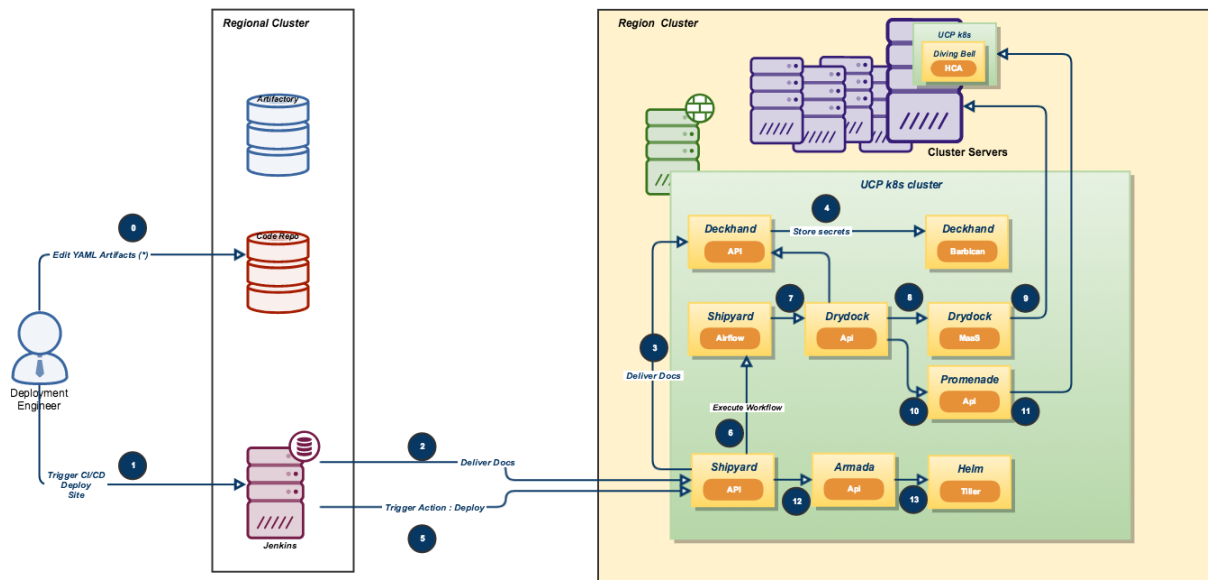 Regional Cluster
Region Cluster
UCP k8s
Diving Bell
HCA
Artifactory
Cluster Servers
UCP k8s cluster
4
0
Deckhand
API
Store secrets
Deckhand
Barbican
Code Repo
Edit YAML Artifacts (*)
7
8
9
Shipyard
Airflow
Drydock
Api
Drydock
MaaS
3
Deliver Docs
Promenade
Api
Deployment
Engineer
10
11
Execute Workflow
6
2
1
Deliver Docs
Trigger CI/CD
Deploy
Site
Shipyard
API
Armada
Api
Helm
Tiller
12
13
Trigger Action : Deploy
5
Jenkins